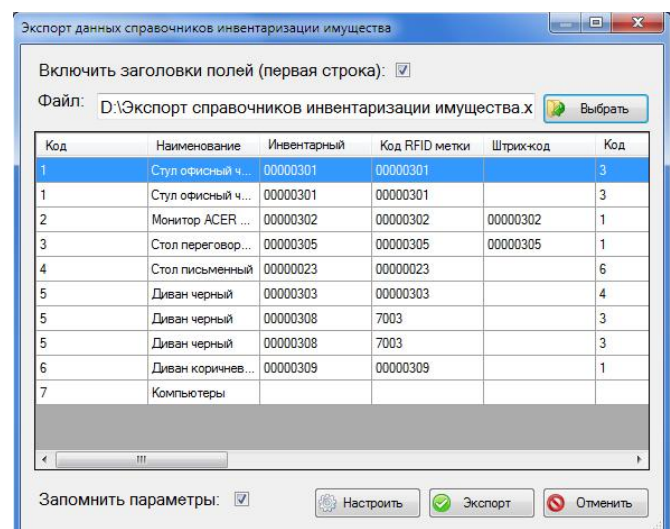 Экспорт данных справочников инвентаризации имущества
Включить заголовки полей (первая строка):
Файл: D:\Экспорт справочников инвентаризации имущества.x Выбрать
Код Наименование Инвентарный Код RFID метки Штрих-код Код
1 Стул офисный ч... 00000301 00000301 3
1 Стул офисный ч... 00000301 00000301 3
2 Монитор ACER ... 00000302 00000302 00000302 1
3 Стол переговор... 00000305 00000305 00000305 1
4 Стол письменный 00000023 00000023 6
5 Диван черный 00000303 00000303 4
5 Диван черный 00000308 7003 3
5 Диван черный 00000308 7003 3
6 Диван коричнев... 00000309 00000309 1
7 Компьютеры
Запомнить параметры: Настроить Экспорт Отменить